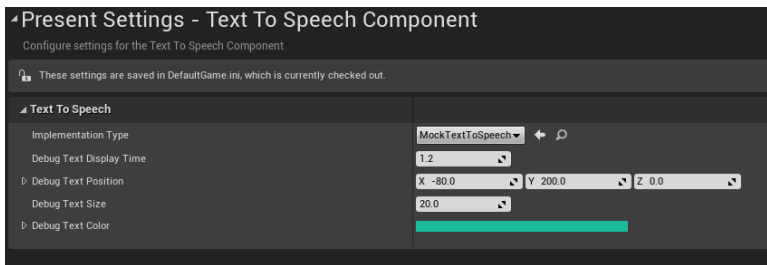 Present Settings - Text To Speech Component
Configure settings for the Text To Speech Component
These settings are saved in DefaultGame.ini, which is currently checked out.
Text To Speech
Implementation Type MockTextToSpeech
Debug Text Display Time 1.2
Debug Text Position X -80.0 Y 200.0 Z 0.0
Debug Text Size 20.0
Debug Text Color